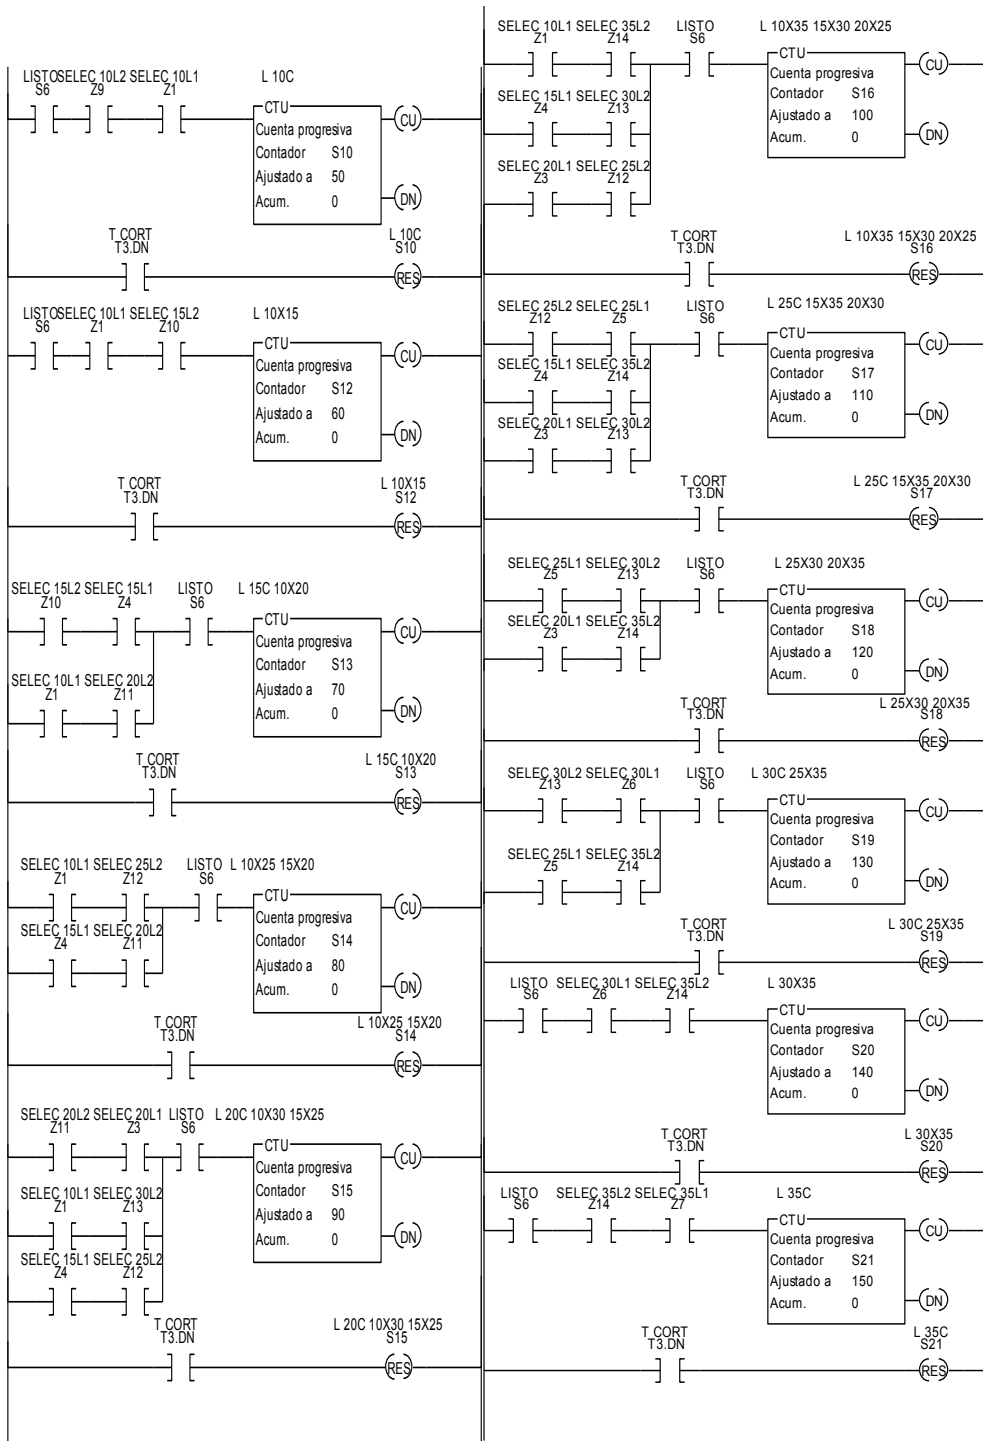 LISTO SELEC 10L2 SELEC 10L1 L 10C
S6 Z9 Z1
CTU
Cuenta progresiva
Contador S10
Ajustado a 50
Acum. 0
CU
DN
T CORT L 10C
T3.DN S10
RES
LISTO SELEC 10L1 SELEC 15L2 L 10X15
S6 Z1 Z10
CTU
Cuenta progresiva
Contador S12
Ajustado a 60
Acum. 0
CU
DN
T CORT L 10X15
T3.DN S12
RES
SELEC 15L2 SELEC 15L1 LISTO L 15C 10X20
Z10 Z4 S6
CTU
Cuenta progresiva
Contador S13
Ajustado a 70
Acum. 0
CU
DN
SELEC 10L1 SELEC 20L2
Z1 Z11
T CORT L 15C 10X20
T3.DN S13
RES
SELEC 10L1 SELEC 25L2 LISTO L 10X25 15X20
Z1 Z12 S6
CTU
Cuenta progresiva
Contador S14
Ajustado a 80
Acum. 0
CU
DN
SELEC 15L1 SELEC 20L2
Z4 Z11
T CORT L 10X25 15X20
T3.DN S14
RES
SELEC 20L2 SELEC 20L1 LISTO L 20C 10X30 15X25
Z11 Z3 S6
CTU
Cuenta progresiva
Contador S15
Ajustado a 90
Acum. 0
CU
DN
SELEC 10L1 SELEC 30L2
Z1 Z13
SELEC 15L1 SELEC 25L2
Z4 Z12
T CORT L 20C 10X30 15X25
T3.DN S15
RES
SELEC 10L1 SELEC 35L2 LISTO L 10X35 15X30 20X25
Z1 Z14 S6
CTU
Cuenta progresiva
Contador S16
Ajustado a 100
Acum. 0
CU
DN
SELEC 15L1 SELEC 30L2
Z4 Z13
SELEC 20L1 SELEC 25L2
Z3 Z12
T CORT L 10X35 15X30 20X25
T3.DN S16
RES
SELEC 25L2 SELEC 25L1 LISTO L 25C 15X35 20X30
Z12 Z5 S6
CTU
Cuenta progresiva
Contador S17
Ajustado a 110
Acum. 0
CU
DN
SELEC 15L1 SELEC 35L2
Z4 Z14
SELEC 20L1 SELEC 30L2
Z3 Z13
T CORT L 25C 15X35 20X30
T3.DN S17
RES
SELEC 25L1 SELEC 30L2 LISTO L 25X30 20X35
Z5 Z13 S6
CTU
Cuenta progresiva
Contador S18
Ajustado a 120
Acum. 0
CU
DN
SELEC 20L1 SELEC 35L2
Z3 Z14
T CORT L 25X30 20X35
T3.DN S18
RES
SELEC 30L2 SELEC 30L1 LISTO L 30C 25X35
Z13 Z6 S6
CTU
Cuenta progresiva
Contador S19
Ajustado a 130
Acum. 0
CU
DN
SELEC 25L1 SELEC 35L2
Z5 Z14
T CORT L 30C 25X35
T3.DN S19
RES
LISTO SELEC 30L1 SELEC 35L2 L 30X35
S6 Z6 Z14
CTU
Cuenta progresiva
Contador S20
Ajustado a 140
Acum. 0
CU
DN
T CORT L 30X35
T3.DN S20
RES
LISTO SELEC 35L2 SELEC 35L1 L 35C
S6 Z14 Z7
CTU
Cuenta progresiva
Contador S21
Ajustado a 150
Acum. 0
CU
DN
T CORT L 35C
T3.DN S21
RES